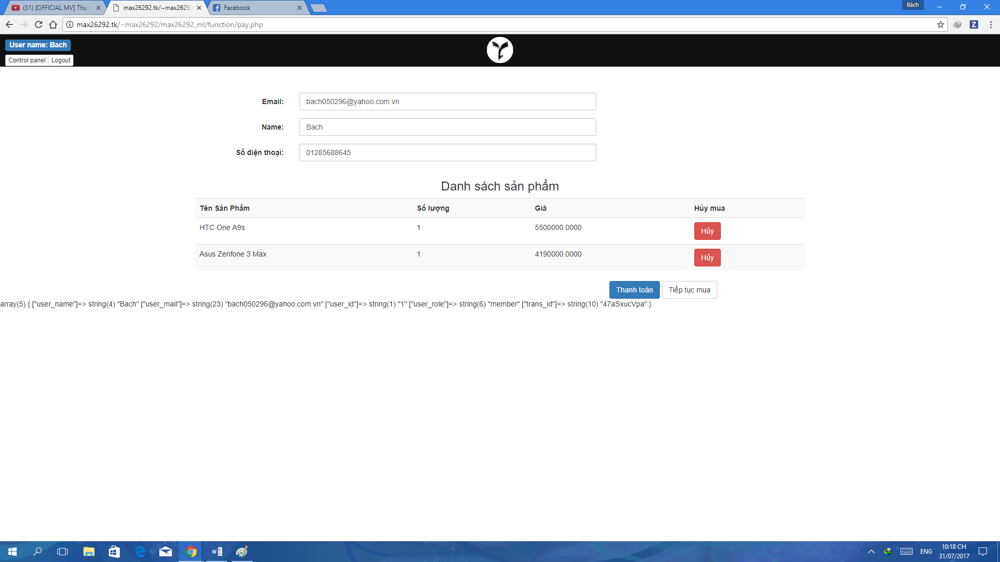 (31) [OFFICIAL MV] Thu
max26292.tk/~max26292
Facebook
Bách
max26292.tk/~max26292/max26292_ml/function/pay.php
User name: Bach
Control panel
Logout
Email:
bach050296@yahoo.com.vn
Name:
Bach
Số điện thoại:
01285688645
Danh sách sản phẩm
Tên Sản Phẩm Số lượng Giá Hủy mua
HTC One A9s 1 5500000.0000 Hủy
Asus Zenfone 3 Max 1 4190000.0000 Hủy
Thanh toán Tiếp tục mua
array(5) { ["user_name"]=> string(4) "Bach" ["user_mail"]=> string(23) "bach050296@yahoo.com.vn" ["user_id"]=> string(1) "1" ["user_role"]=> string(6) "member" ["trans_id"]=> string(10) "47aSxucVpa" }
ENG
10:18 CH
31/07/2017